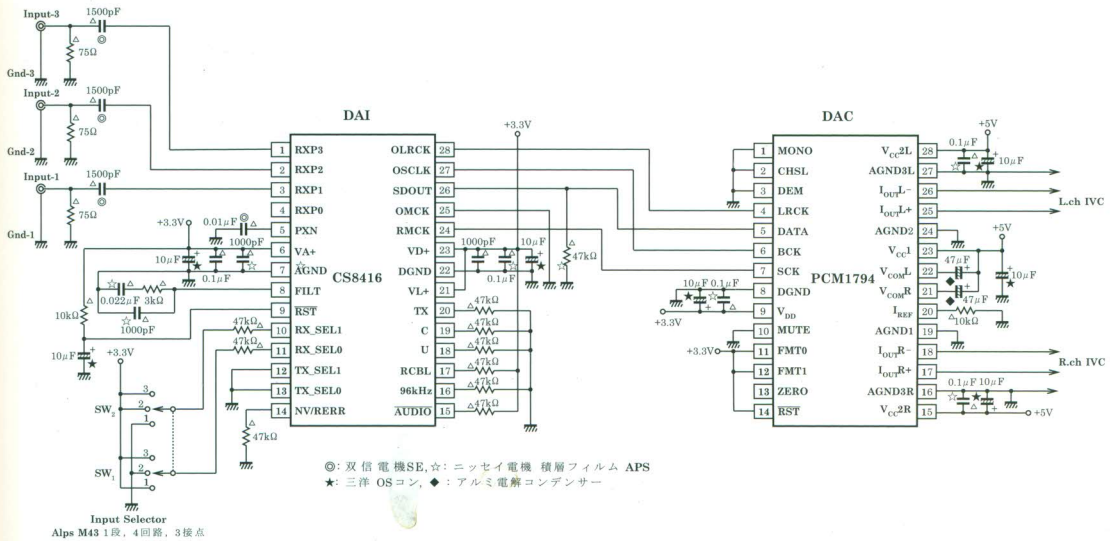 Input-3
1500pF
75Ω
Gnd-3
Input-2
1500pF
75Ω
Gnd-2
Input-1
1500pF
75Ω
Gnd-1
DAI
CS8416
1 RXP3
2 RXP2
3 RXP1
4 RXP0
5 PXN
6 VA+
7 AGND
8 FILT
9 RST
10 RX_SEL1
11 RX_SEL0
12 TX_SEL1
13 TX_SEL0
14 NV/RERR
OLRCK 28
OSCLK 27
SDOUT 26
OMCK 25
RMCK 24
VD+ 23
DGND 22
VL+ 21
TX 20
C 19
U 18
RCBL 17
96kHz 16
AUDIO 15
+3.3V
0.01μF
1000pF
10μF
0.1μF
0.022μF
3kΩ
1000pF
10kΩ
10μF
+3.3V
47kΩ
47kΩ
47kΩ
SW2
3
2
1
SW1
3
2
1
Input Selector
Alps M43 1段, 4回路, 3接点
+3.3V
1000pF
10μF
0.1μF
47kΩ
47kΩ
47kΩ
47kΩ
47kΩ
47kΩ
47kΩ
DAC
PCM1794
1 MONO
2 CHSL
3 DEM
4 LRCK
5 DATA
6 BCK
7 SCK
8 DGND
9 VDD
10 MUTE
11 FMT0
12 FMT1
13 ZERO
14 RST
VCC2L 28
AGND3L 27
IOUTL- 26
IOUTL+ 25
AGND2 24
VCC1 23
VCOML 22
VCOMR 21
IREF 20
AGND1 19
IOUTR- 18
IOUTR+ 17
AGND3R 16
VCC2R 15
10μF
0.1μF
+3.3V
+3.3V
+5V
0.1μF
10μF
L.ch IVC
+5V
47μF
10μF
47μF
10kΩ
R.ch IVC
0.1μF
10μF
+5V
◎: 双信電機SE, ☆: ニッセイ電機 積層フィルム APS
★: 三洋 OSコン, ◆: アルミ電解コンデンサー